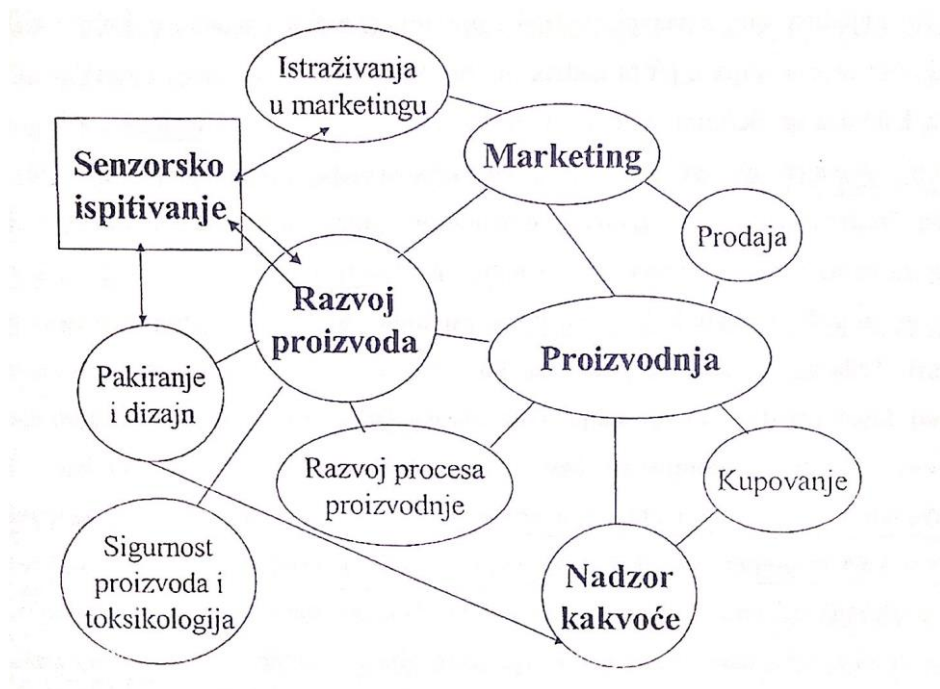 Istraživanja
u marketingu
Senzorsko
ispitivanje
Marketing
Prodaja
Razvoj
proizvoda
Proizvodnja
Pakiranje
i dizajn
Razvoj procesa
proizvodnje
Kupovanje
Sigurnost
proizvoda i
toksikologija
Nadzor
kakvoće